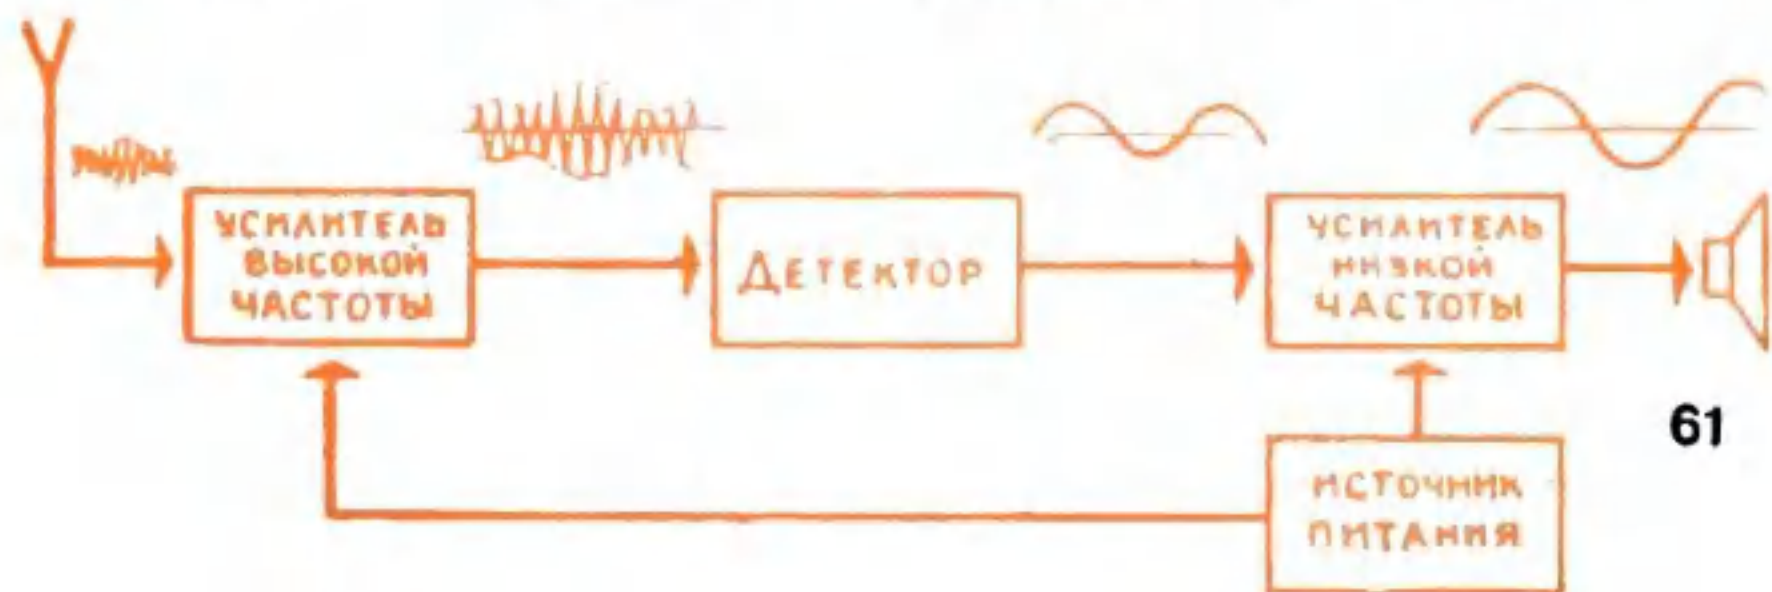 УСИЛИТЕЛЬ
ВЫСОКОЙ
ЧАСТОТЫ
ДЕТЕКТОР
УСИЛИТЕЛЬ
НИЗКОЙ
ЧАСТОТЫ
61
ИСТОЧНИК
ПИТАНИЯ